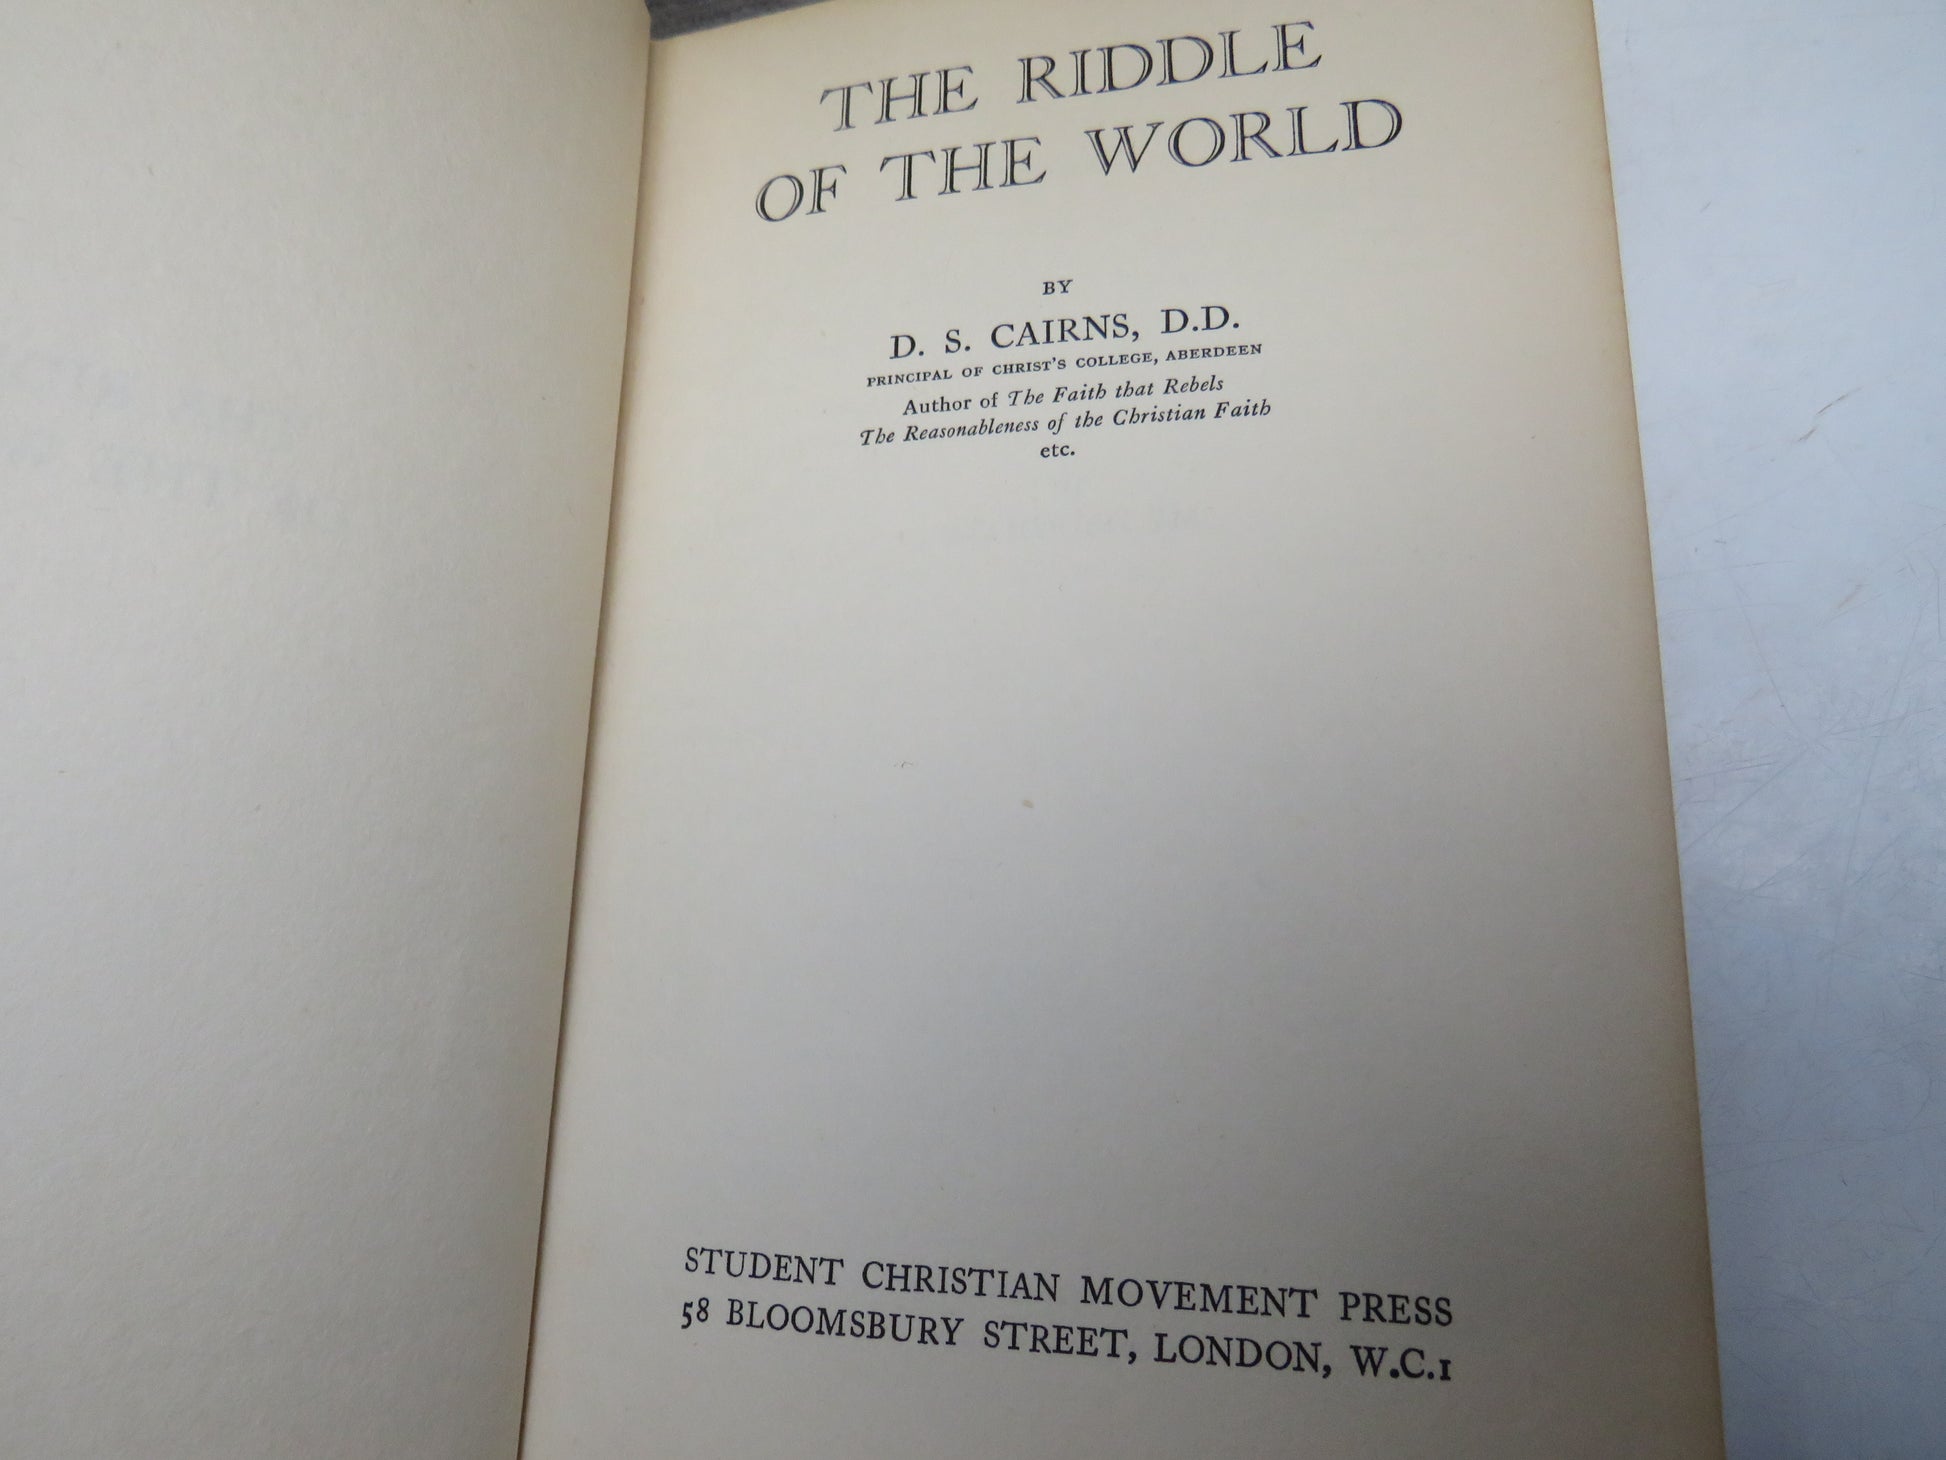 THE RIDDLE
OF THE WORLD
BY
D. S. CAIRNS, D.D.
PRINCIPAL OF CHRIST'S COLLEGE, ABERDEEN
Author of The Faith that Rebels
The Reasonableness of the Christian Faith
etc.
STUDENT CHRISTIAN MOVEMENT PRESS
58 BLOOMSBURY STREET, LONDON, W.C.1